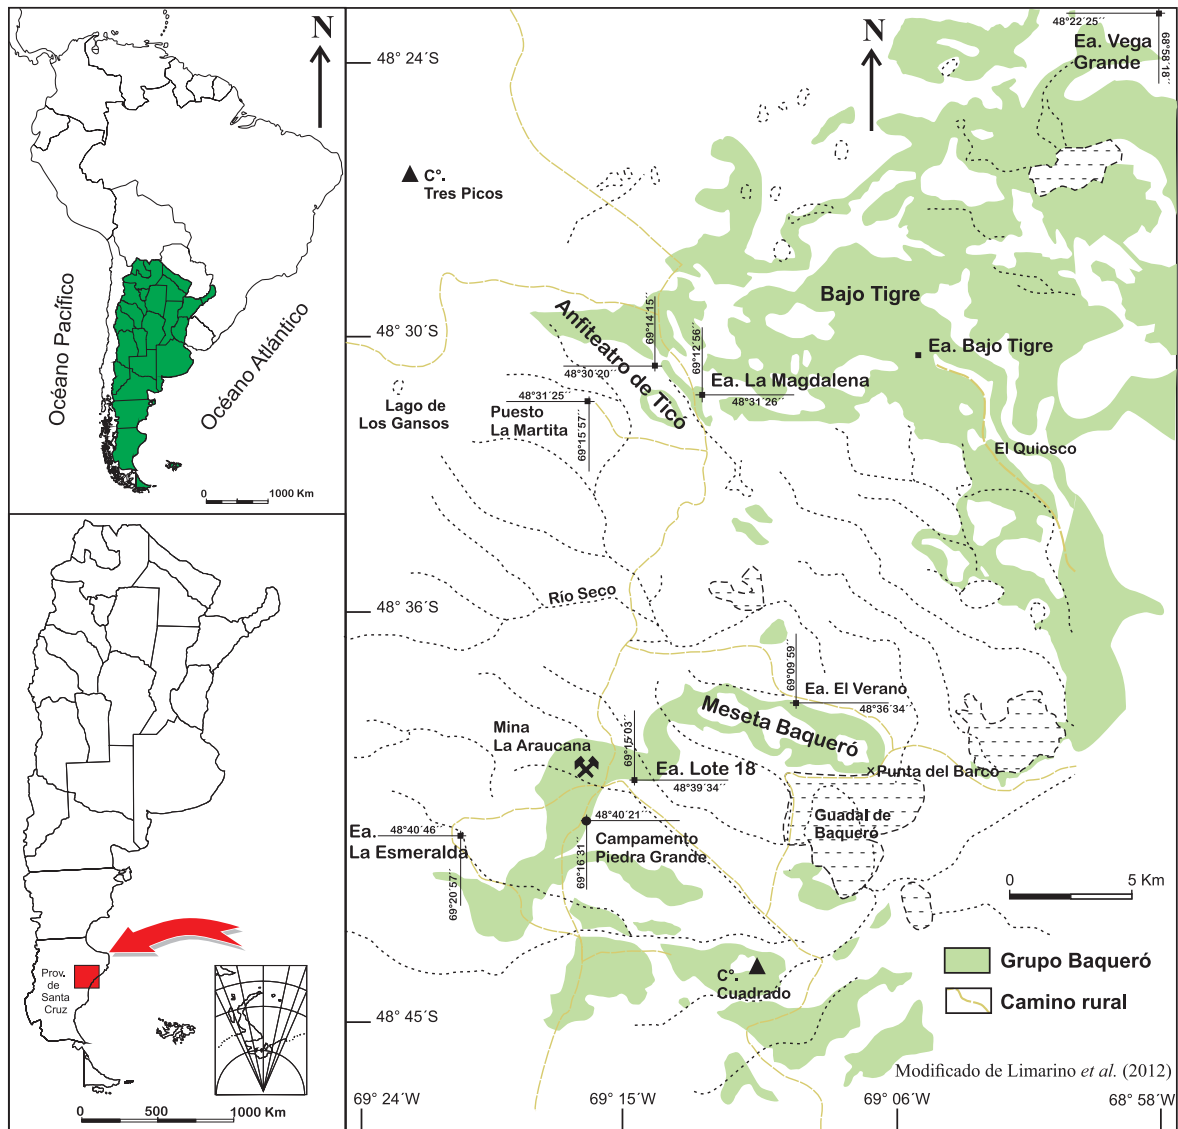 N
Océano Pacífico
Océano Atlántico
0 1000 Km
Prov.
de
Santa
Cruz
0 500 1000 Km
N
48° 24´S
48° 30´S
48° 36´S
48° 45´S
69° 24´W
69° 15´W
69° 06´W
68° 58´W
48°22´25´´
68°58´18´´
Ea. Vega
Grande
C°.
Tres Picos
Bajo Tigre
Ea. Bajo Tigre
Anfiteatro de Ticó
69°14´15´´
48°30´20´´
69°12´56´´
Ea. La Magdalena
48°31´26´´
Lago de
Los Gansos
48°31´25´´
Puesto
La Martita
69°15´57´´
El Quiosco
Río Seco
69°09´59´´
Ea. El Verano
48°36´34´´
Meseta Baqueró
Mina
La Araucana
69°15´03´´
Ea. Lote 18
48°39´34´´
Punta del Barco
Guadal de
Baqueró
48°40´21´´
Campamento
Piedra Grande
69°16´31´´
Ea.
La Esmeralda
48°40´46´´
69°20´57´´
0 5 Km
C°.
Cuadrado
Grupo Baqueró
Camino rural
Modificado de Limarino et al. (2012)